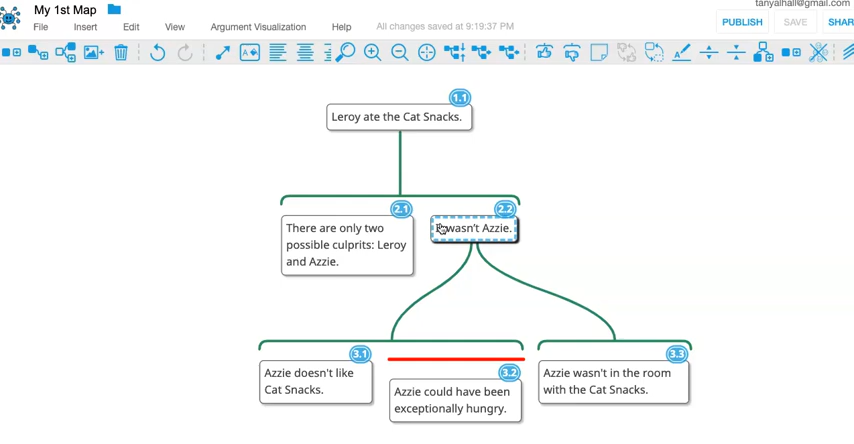 tanyalhall@gmail.com
My 1st Map
PUBLISH SAVE SHAR
File Insert Edit View Argument Visualization Help All changes saved at 9:19:37 PM
1.1
Leroy ate the Cat Snacks.
2.1
There are only two
possible culprits: Leroy
and Azzie.
2.2
wasn't Azzie.
3.1
Azzie doesn't like
Cat Snacks.
3.2
Azzie could have been
exceptionally hungry.
3.3
Azzie wasn't in the room
with the Cat Snacks.